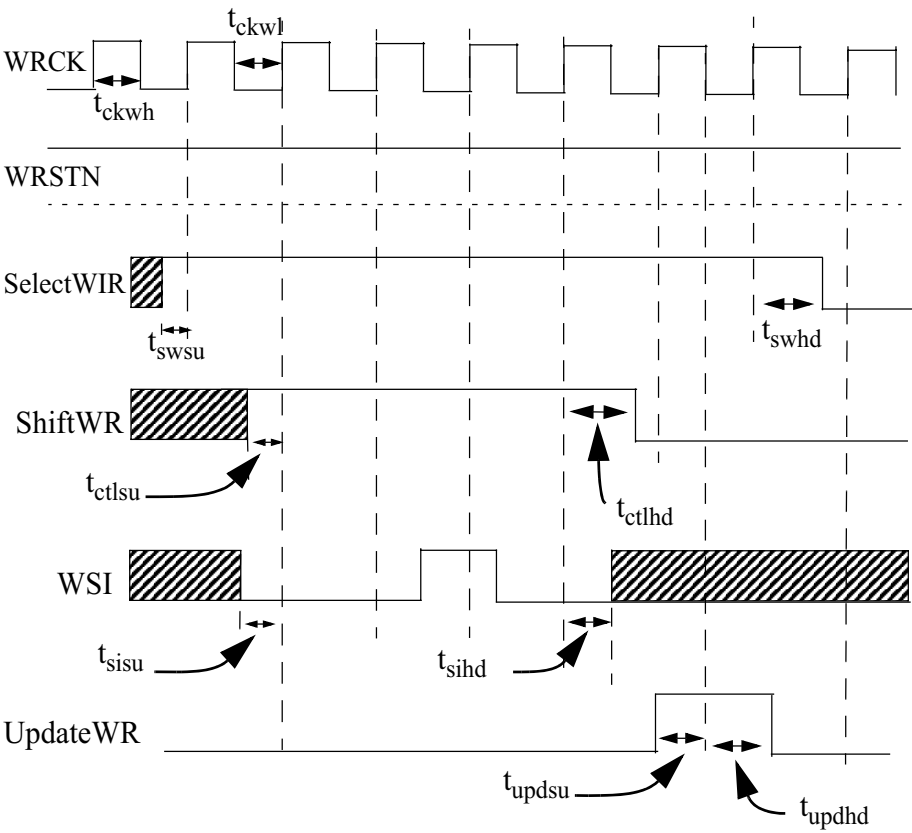 t_ckwl
WRCK
t_ckwh
WRSTN
SelectWIR
t_swsu
t_swhd
ShiftWR
t_ctlsu
t_ctlhd
WSI
t_sisu
t_sihd
UpdateWR
t_updsu
t_updhd